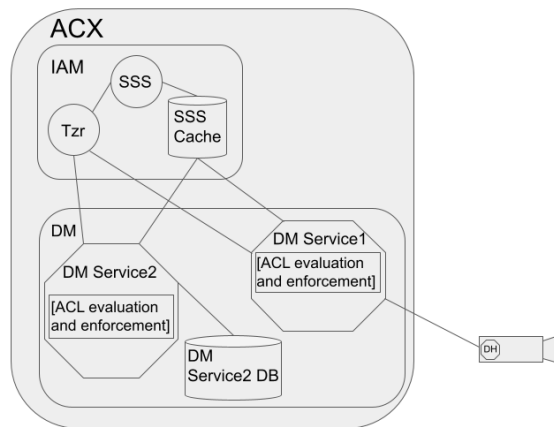 ACX
IAM
SSS
SSS
Cache
Tzr
DM
DM Service1
[ACL evaluation
and enforcement]
DM Service2
[ACL evaluation
and enforcement]
DM
Service2 DB
DH